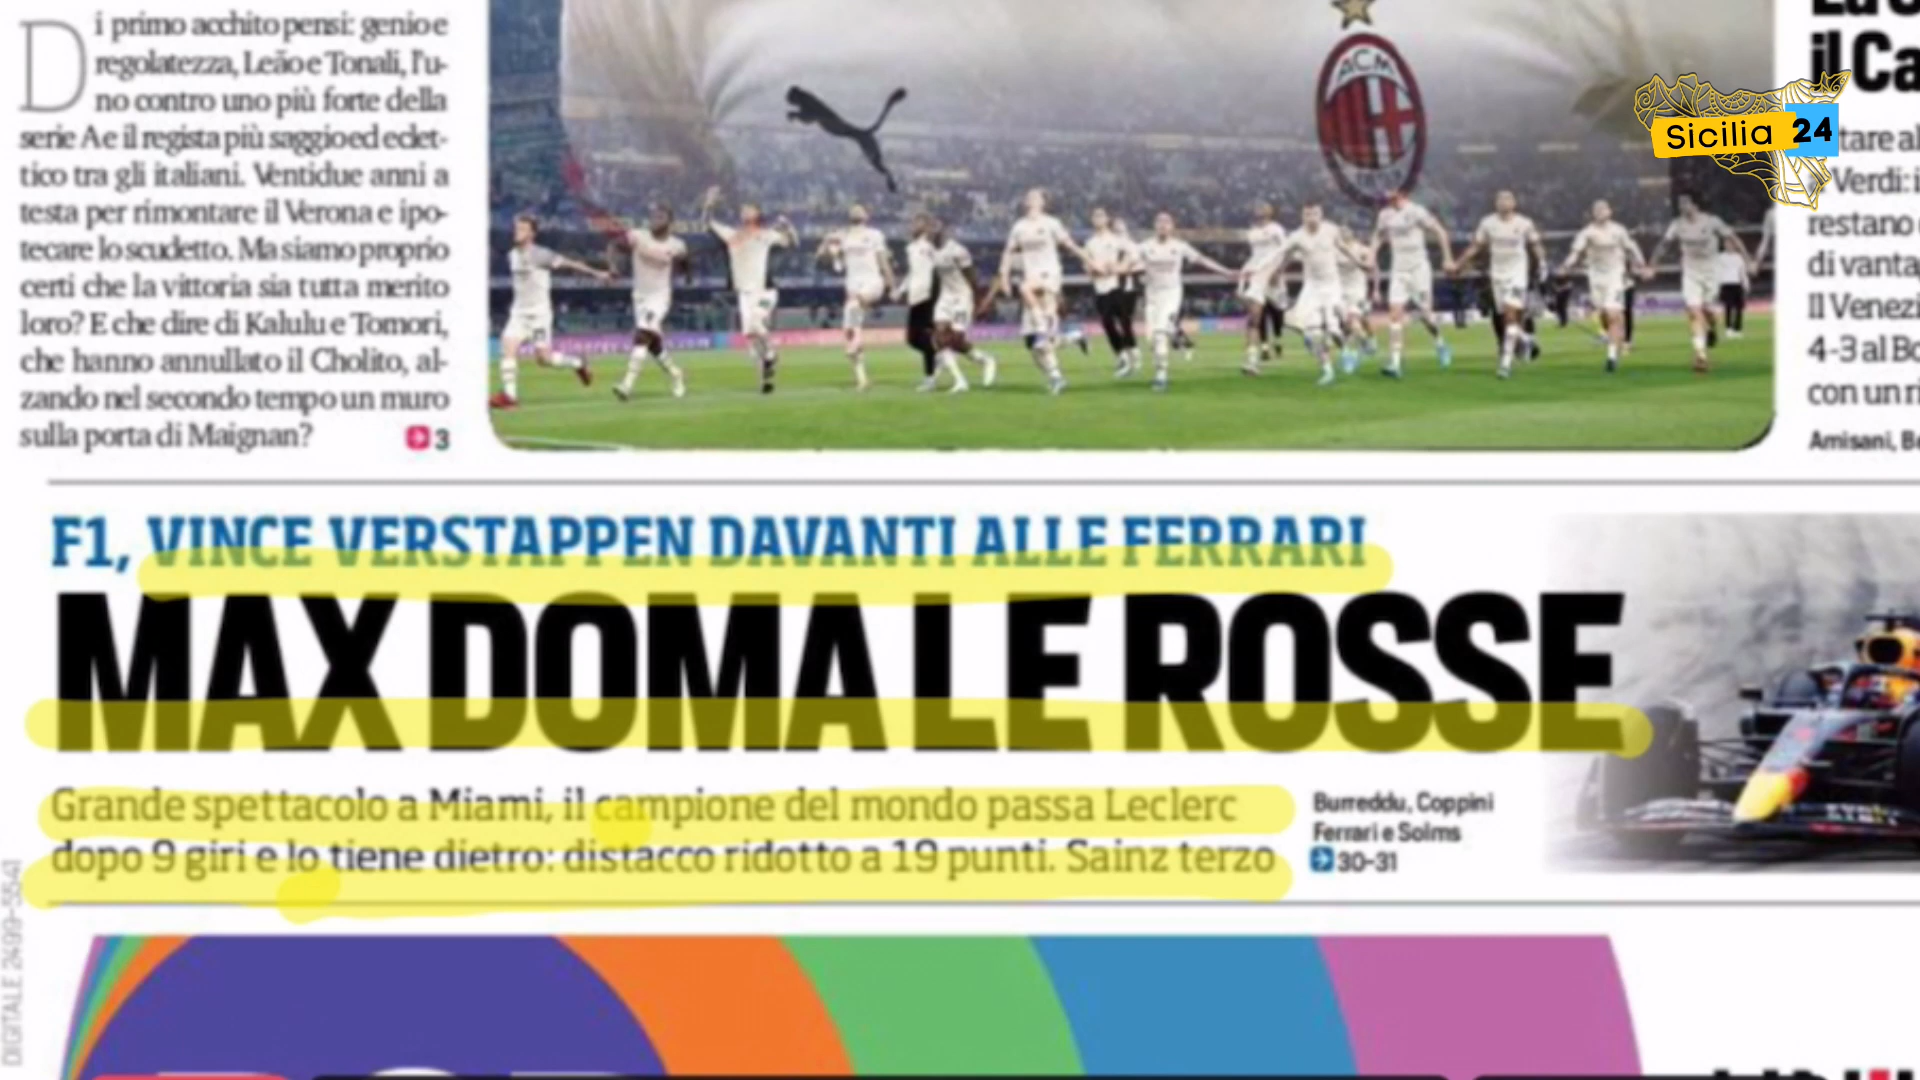 Di primo acchito pensi: genio e
regolatezza, Leão e Tonali, l'u-
no contro uno più forte della
serie A e il regista più saggio ed eclet-
tico tra gli italiani. Ventidue anni a
testa per rimontare il Verona e ipo-
tecare lo scudetto. Ma siamo proprio
certi che la vittoria sia tutta merito
loro? E che dire di Kalulu e Tomori,
che hanno annullato il Cholito, al-
zando nel secondo tempo un muro
sulla porta di Maignan? 3
ACM
il Ca
Sicilia 24
tare al
Verdi: i
restano
di vanta
Il Venezi
4-3 al Bo
con un ri
Amisani, Be
F1, VINCE VERSTAPPEN DAVANTI ALLE FERRARI
MAX DOMA LE ROSSE
Grande spettacolo a Miami, il campione del mondo passa Leclerc
dopo 9 giri e lo tiene dietro: distacco ridotto a 19 punti. Sainz terzo
Burreddu, Coppini
Ferrari e Solms
30-31
DIGITALE 2499-5541